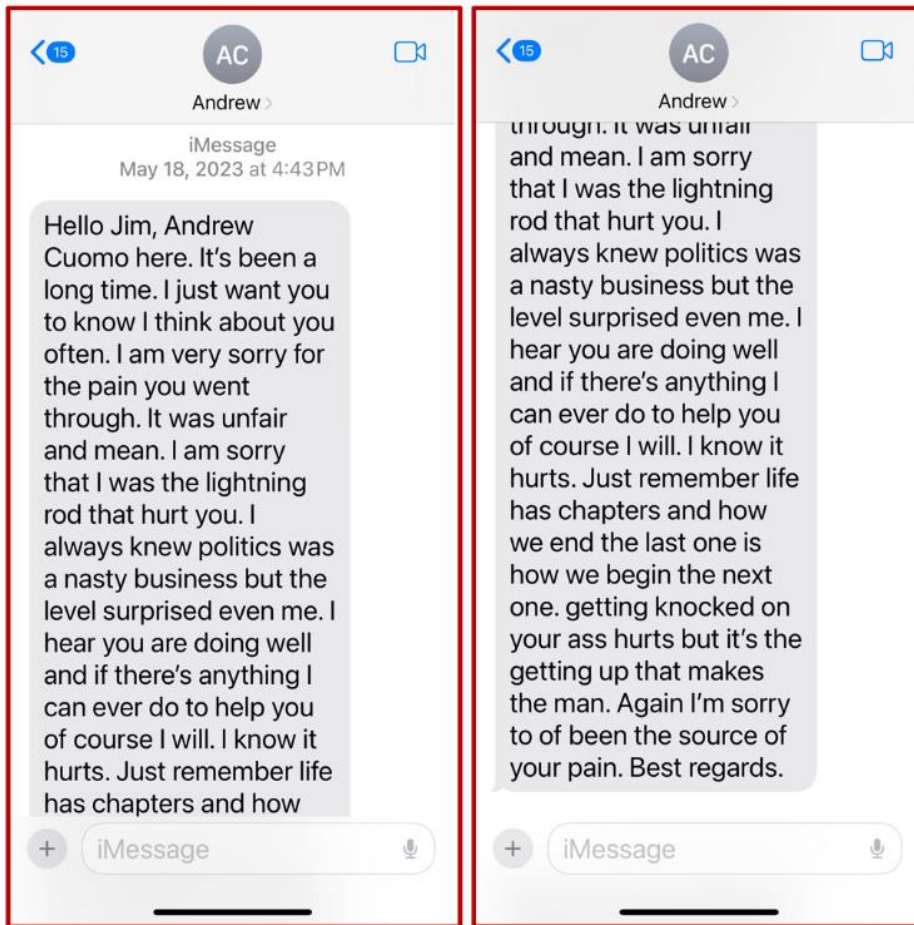 15
AC
Andrew >
iMessage
May 18, 2023 at 4:43 PM
Hello Jim, Andrew
Cuomo here. It's been a
long time. I just want you
to know I think about you
often. I am very sorry for
the pain you went
through. It was unfair
and mean. I am sorry
that I was the lightning
rod that hurt you. I
always knew politics was
a nasty business but the
level surprised even me. I
hear you are doing well
and if there's anything I
can ever do to help you
of course I will. I know it
hurts. Just remember life
has chapters and how
iMessage
15
AC
Andrew >
through. It was unfair
and mean. I am sorry
that I was the lightning
rod that hurt you. I
always knew politics was
a nasty business but the
level surprised even me. I
hear you are doing well
and if there's anything I
can ever do to help you
of course I will. I know it
hurts. Just remember life
has chapters and how
we end the last one is
how we begin the next
one. getting knocked on
your ass hurts but it's the
getting up that makes
the man. Again I'm sorry
to of been the source of
your pain. Best regards.
iMessage